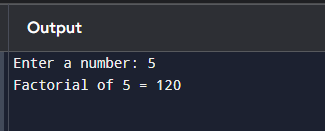 Output
Enter a number: 5
Factorial of 5 = 120